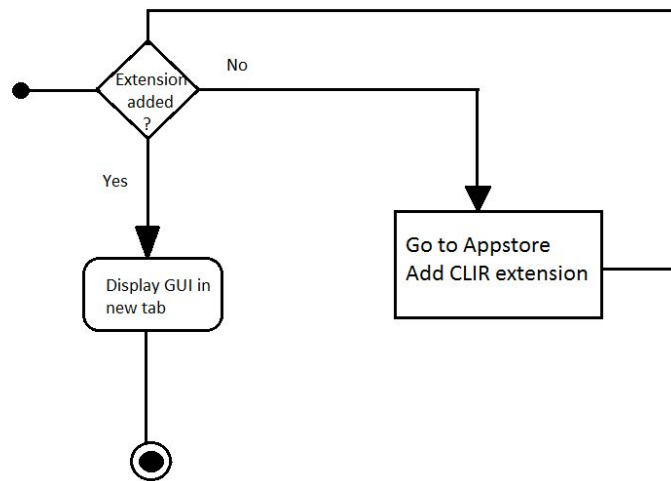 Extension
added
?
No
Yes
Go to Appstore
Add CLIR extension
Display GUI in
new tab